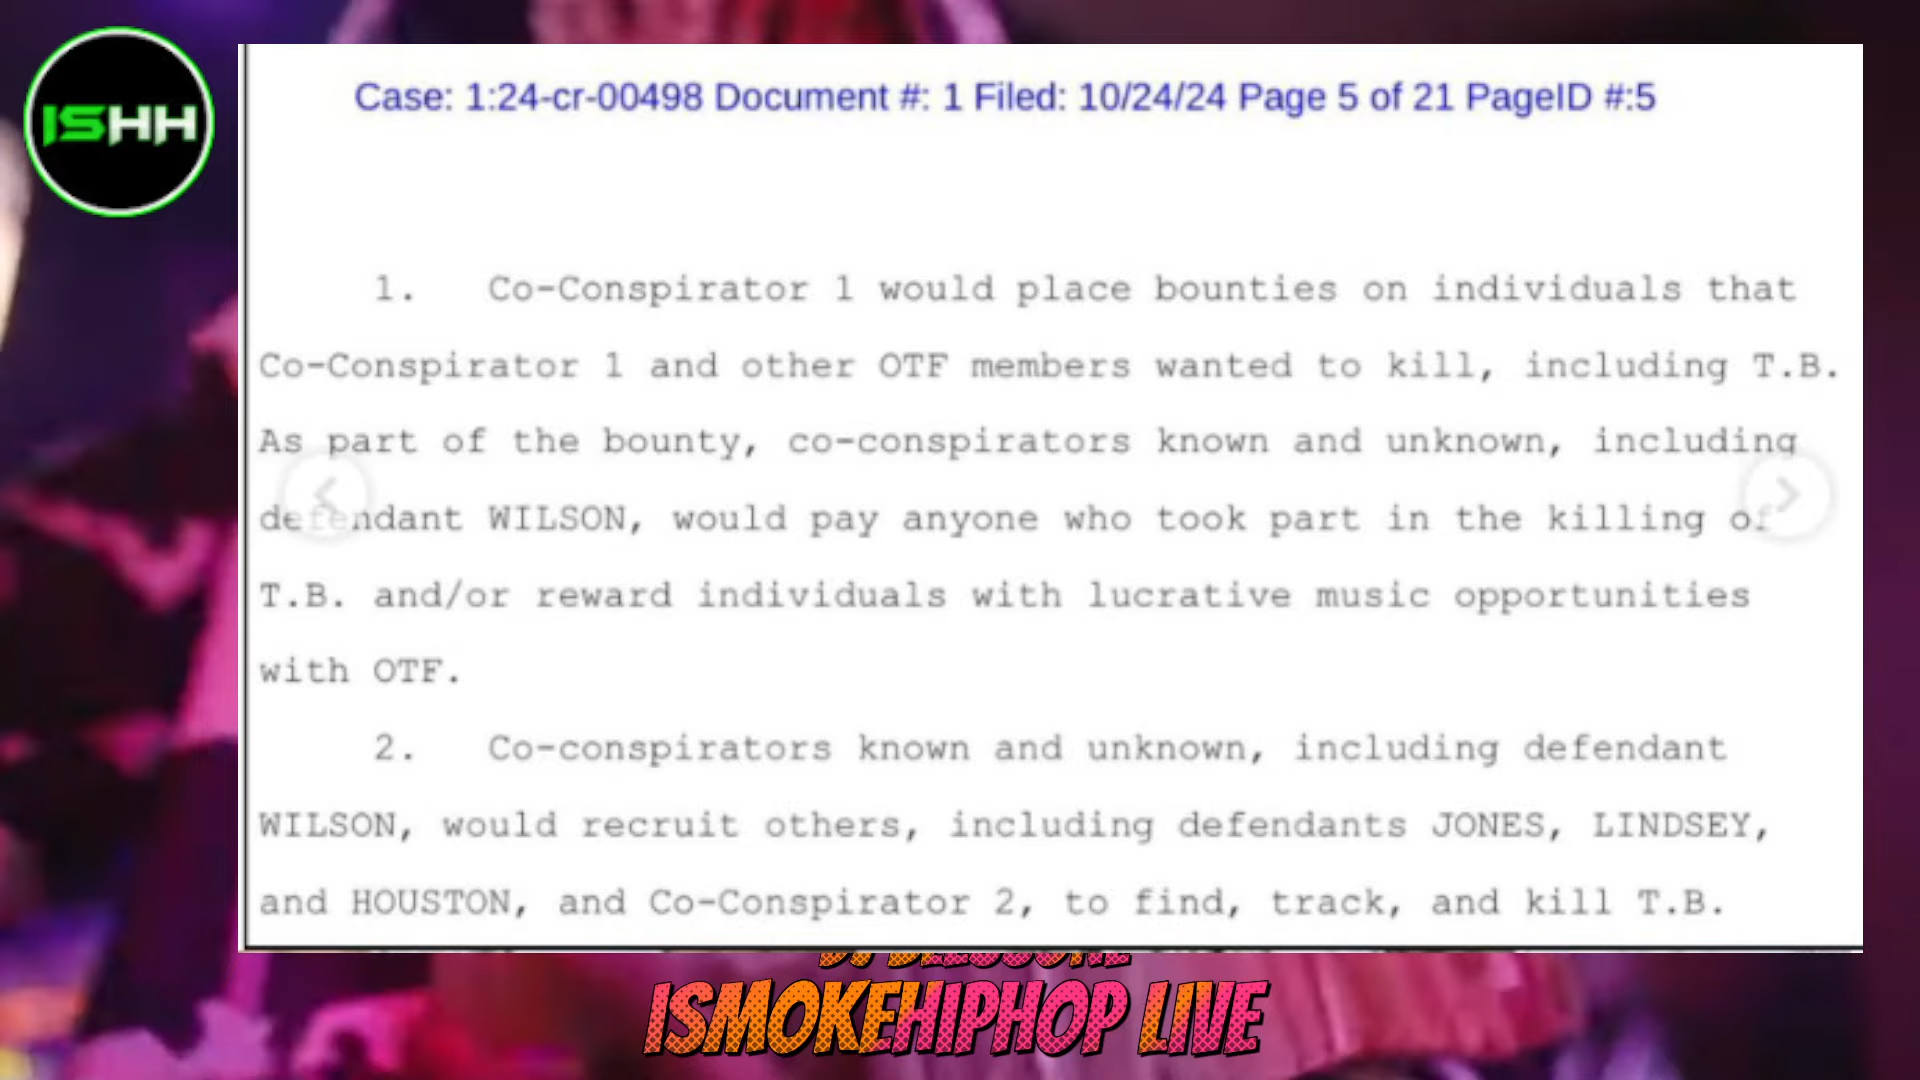 ISHH
Case: 1:24-cr-00498 Document #: 1 Filed: 10/24/24 Page 5 of 21 PageID #:5
1. Co-Conspirator 1 would place bounties on individuals that
Co-Conspirator 1 and other OTF members wanted to kill, including T.B.
As part of the bounty, co-conspirators known and unknown, including
defendant WILSON, would pay anyone who took part in the killing of
T.B. and/or reward individuals with lucrative music opportunities
with OTF.
2. Co-conspirators known and unknown, including defendant
WILSON, would recruit others, including defendants JONES, LINDSEY,
and HOUSTON, and Co-Conspirator 2, to find, track, and kill T.B.
ISMOKEHIPHOP LIVE